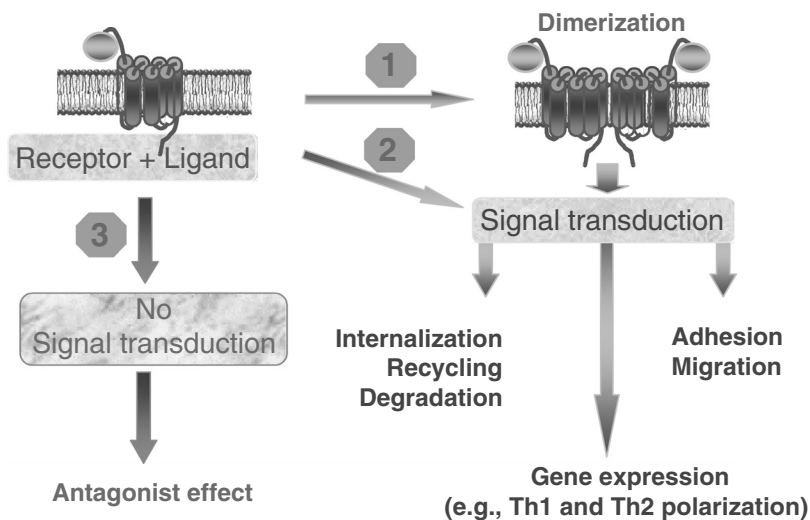 Dimerization
1
Receptor + Ligand
2
Signal transduction
3
No
Signal transduction
Internalization
Recycling
Degradation
Adhesion
Migration
Antagonist effect
Gene expression
(e.g., Th1 and Th2 polarization)